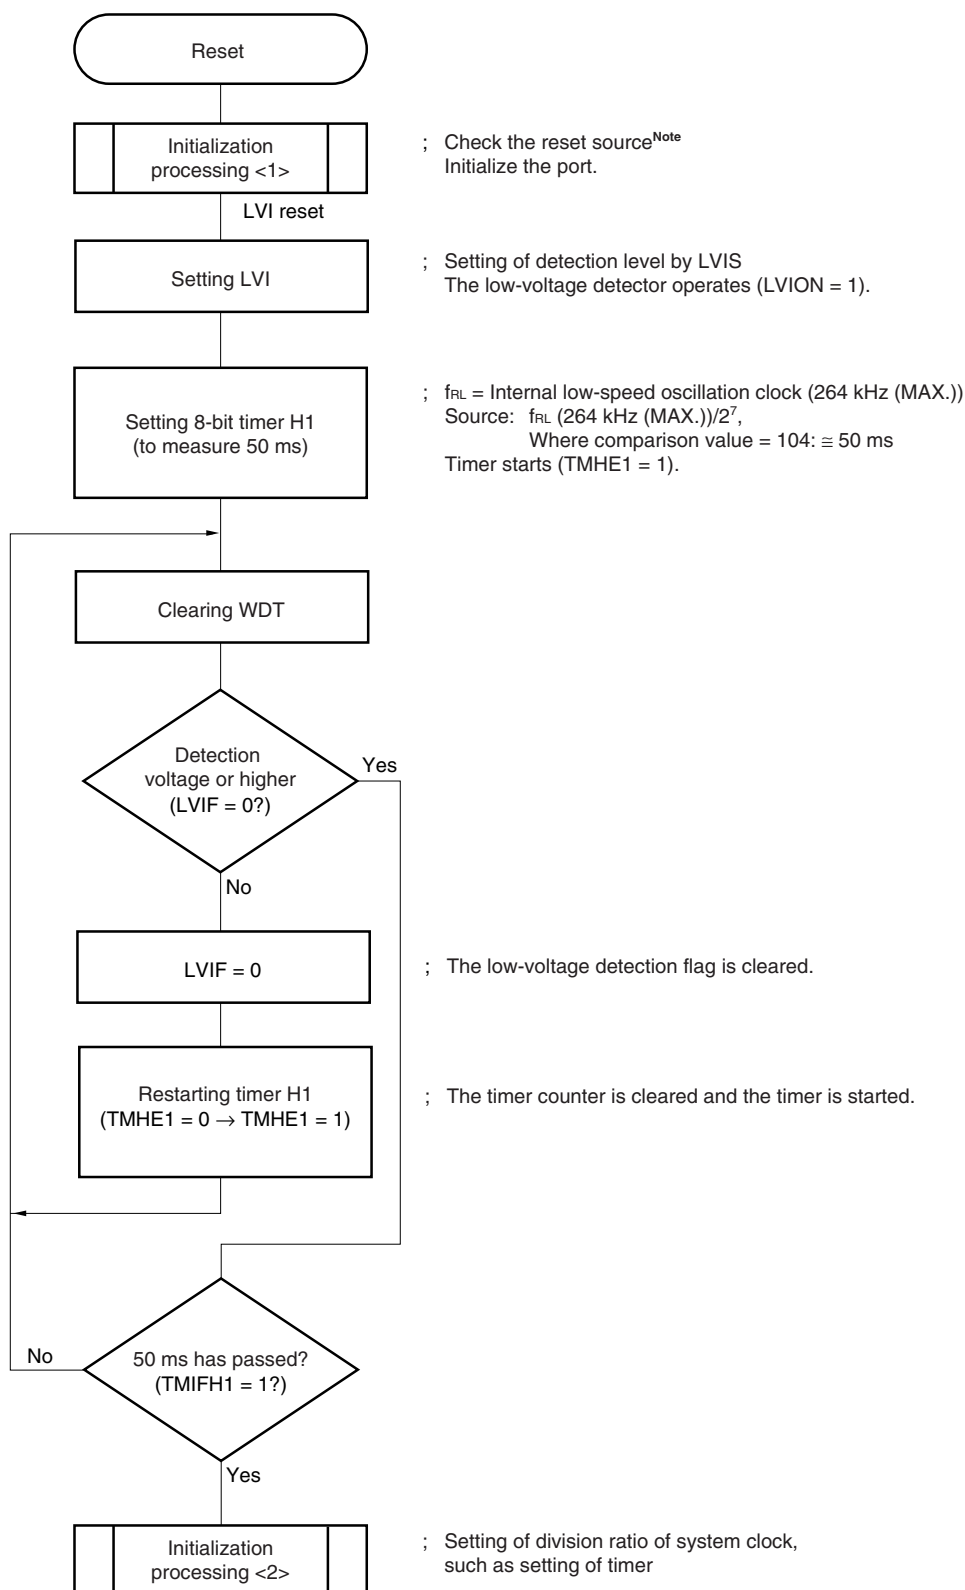 Reset
Initialization
processing <1>
; Check the reset sourceNote
Initialize the port.
LVI reset
Setting LVI
; Setting of detection level by LVIS
The low-voltage detector operates (LVION = 1).
Setting 8-bit timer H1
(to measure 50 ms)
; fRL = Internal low-speed oscillation clock (264 kHz (MAX.))
Source: fRL (264 kHz (MAX.))/2⁷,
Where comparison value = 104: ≅ 50 ms
Timer starts (TMHE1 = 1).
Clearing WDT
Detection
voltage or higher
(LVIF = 0?)
Yes
No
LVIF = 0
; The low-voltage detection flag is cleared.
Restarting timer H1
(TMHE1 = 0 → TMHE1 = 1)
; The timer counter is cleared and the timer is started.
No
50 ms has passed?
(TMIFH1 = 1?)
Yes
Initialization
processing <2>
; Setting of division ratio of system clock,
such as setting of timer